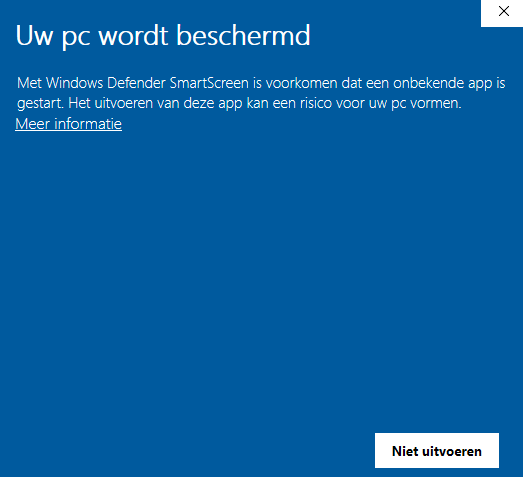 Uw pc wordt beschermd
Met Windows Defender SmartScreen is voorkomen dat een onbekende app is
gestart. Het uitvoeren van deze app kan een risico voor uw pc vormen.
Meer informatie
Niet uitvoeren